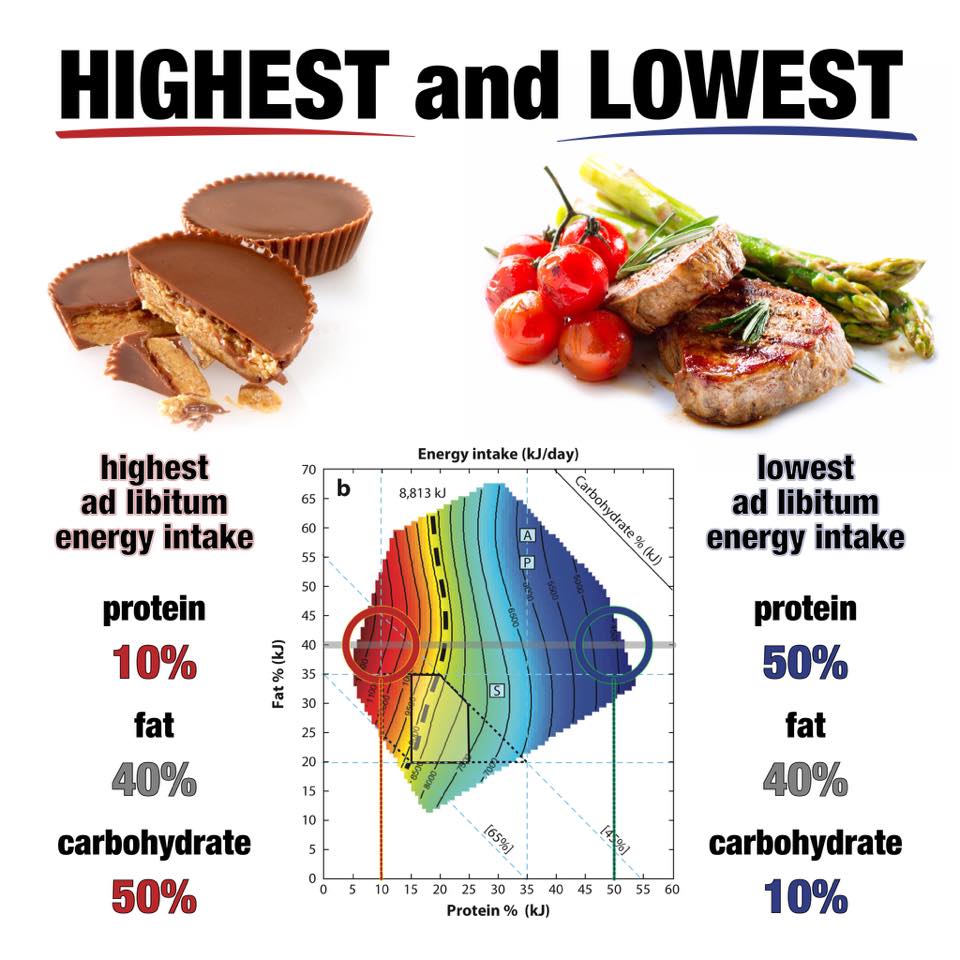 HIGHEST and LOWEST
highest
ad libitum
energy intake
protein
10%
fat
40%
carbohydrate
50%
Energy intake (kJ/day)
b
8,813 kJ
Carbohydrate % (kJ)
A
P
S
6500
5500
5000
7000
8000
8500
[65%]
Fat % (kJ)
70
65
60
55
50
45
40
35
30
25
20
15
10
5
0
0 5 10 15 20 25 30 35 40 45 50 55 60
Protein % (kJ)
lowest
ad libitum
energy intake
protein
50%
fat
40%
carbohydrate
10%